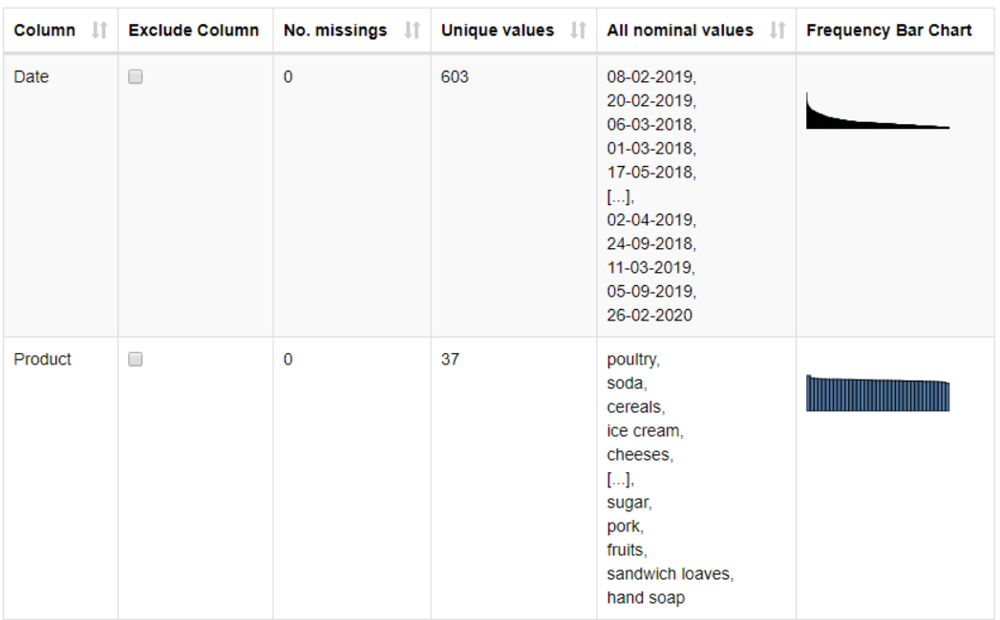 Column Exclude Column No. missings Unique values All nominal values Frequency Bar Chart
Date 0 603 08-02-2019,
20-02-2019,
06-03-2018,
01-03-2018,
17-05-2018,
[...],
02-04-2019,
24-09-2018,
11-03-2019,
05-09-2019,
26-02-2020
Product 0 37 poultry,
soda,
cereals,
ice cream,
cheeses,
[...],
sugar,
pork,
fruits,
sandwich loaves,
hand soap